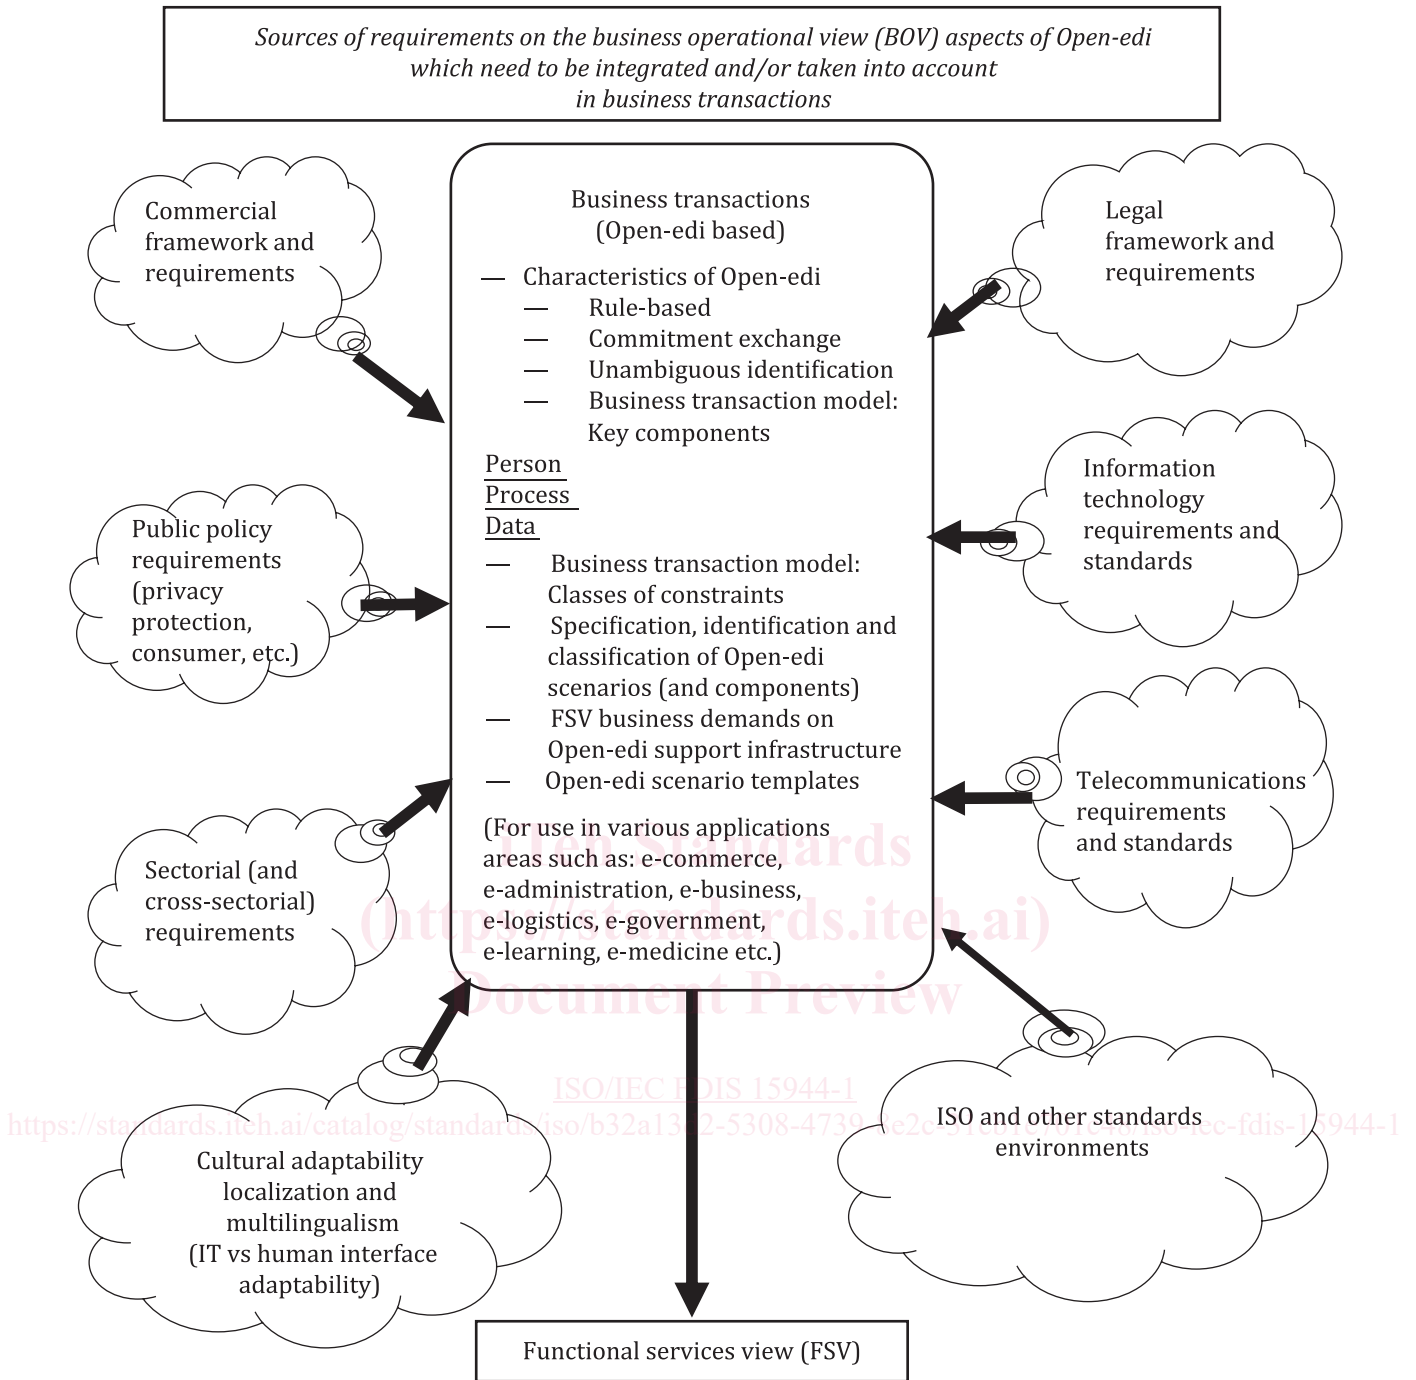 Sources of requirements on the business operational view (BOV) aspects of Open-edi
which need to be integrated and/or taken into account
in business transactions
Commercial
framework and
requirements
Public policy
requirements
(privacy
protection,
consumer, etc.)
Sectorial (and
cross-sectorial)
requirements
Cultural adaptability
localization and
multilingualism
(IT vs human interface
adaptability)
Business transactions
(Open-edi based)
— Characteristics of Open-edi
— Rule-based
— Commitment exchange
— Unambiguous identification
— Business transaction model:
Key components
Person
Process
Data
— Business transaction model:
Classes of constraints
— Specification, identification and
classification of Open-edi
scenarios (and components)
— FSV business demands on
Open-edi support infrastructure
— Open-edi scenario templates
(For use in various applications
areas such as: e-commerce,
e-administration, e-business,
e-logistics, e-government,
e-learning, e-medicine etc.)
Legal
framework and
requirements
Information
technology
requirements and
standards
Telecommunications
requirements
and standards
ISO and other standards
environments
Functional services view (FSV)
iTeh Standards
(https://standards.iteh.ai)
Document Preview
ISO/IEC FDIS 15944-1